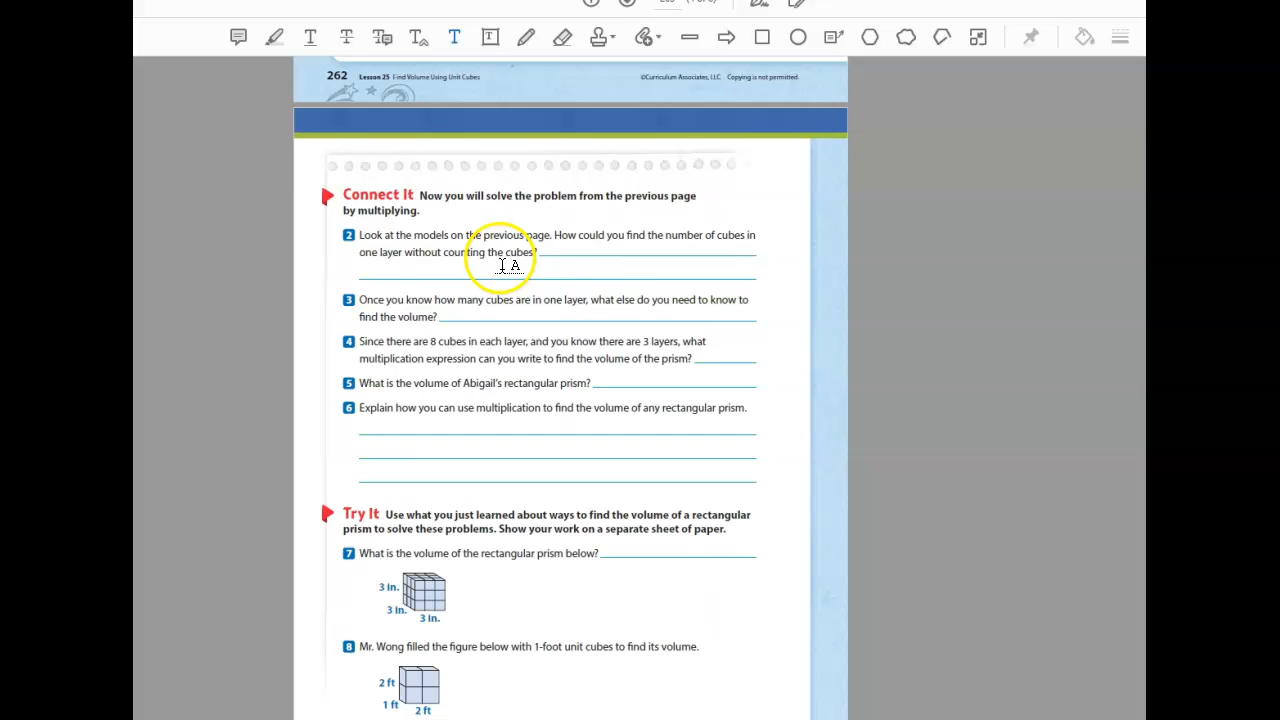 262 Lesson 25 Find Volume Using Unit Cubes
©Curriculum Associates, LLC Copying is not permitted.
Connect It Now you will solve the problem from the previous page
by multiplying.
2 Look at the models on the previous page. How could you find the number of cubes in
one layer without counting the cubes?
3 Once you know how many cubes are in one layer, what else do you need to know to
find the volume?
4 Since there are 8 cubes in each layer, and you know there are 3 layers, what
multiplication expression can you write to find the volume of the prism?
5 What is the volume of Abigail's rectangular prism?
6 Explain how you can use multiplication to find the volume of any rectangular prism.
Try It Use what you just learned about ways to find the volume of a rectangular
prism to solve these problems. Show your work on a separate sheet of paper.
7 What is the volume of the rectangular prism below?
3 in.
3 in.
3 in.
8 Mr. Wong filled the figure below with 1-foot unit cubes to find its volume.
2 ft
1 ft
2 ft